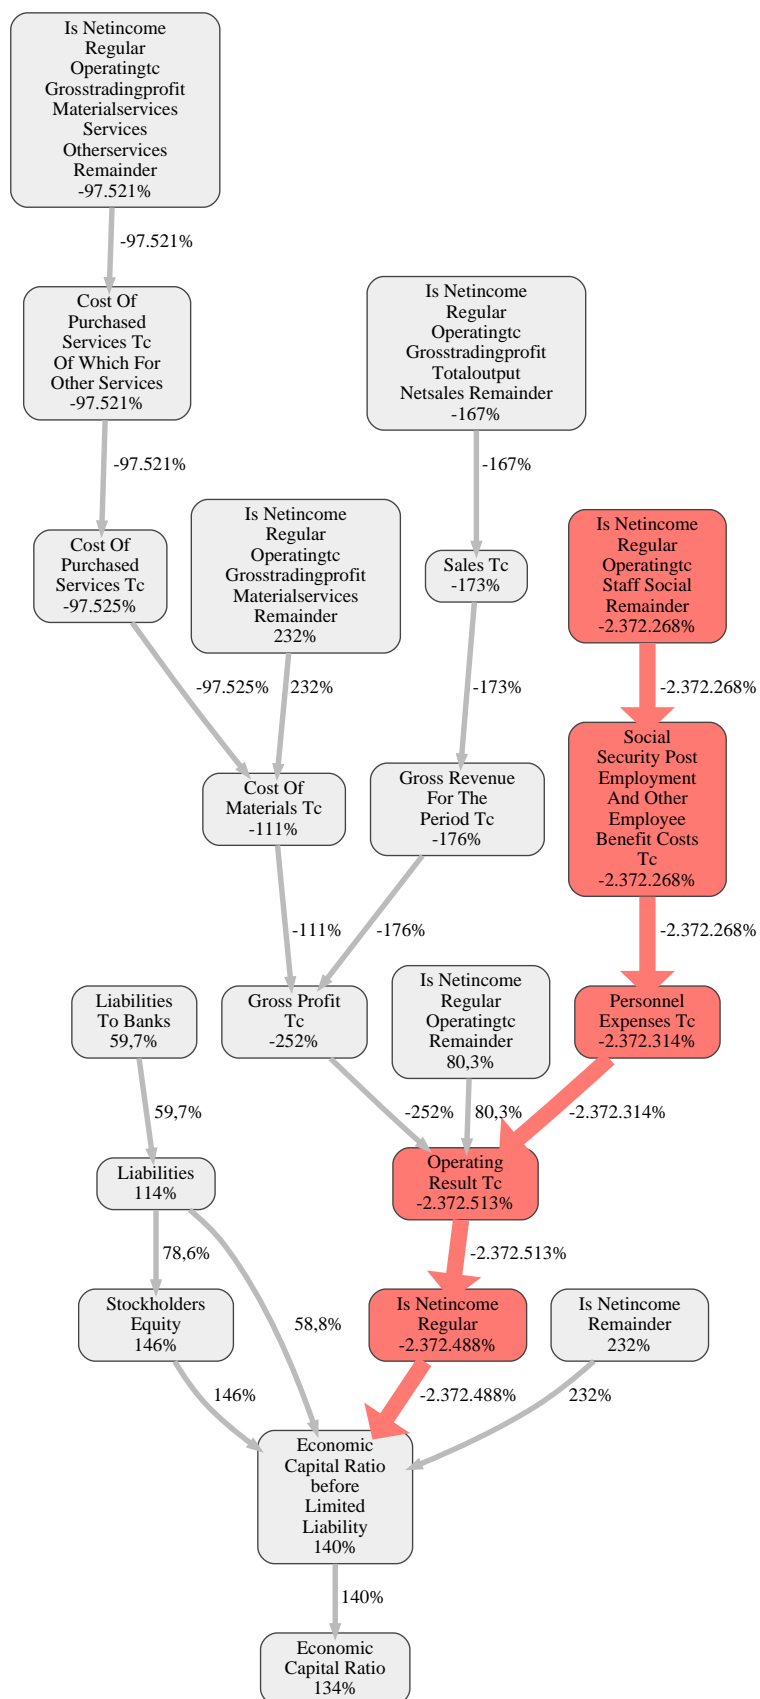 Is Netincome
Regular
Operatingtc
Grosstradingprofit
Materialservices
Services
Otherservices
Remainder
-97.521%
-97.521%
Cost Of
Purchased
Services Tc
Of Which For
Other Services
-97.521%
Is Netincome
Regular
Operatingtc
Grosstradingprofit
Totaloutput
Netsales Remainder
-167%
-97.521%
-167%
Cost Of
Purchased
Services Tc
-97.525%
Is Netincome
Regular
Operatingtc
Grosstradingprofit
Materialservices
Remainder
232%
Sales Tc
-173%
Is Netincome
Regular
Operatingtc
Staff Social
Remainder
-2.372.268%
-97.525%
232%
-173%
-2.372.268%
Cost Of
Materials Tc
-111%
Gross Revenue
For The
Period Tc
-176%
Social
Security Post
Employment
And Other
Employee
Benefit Costs
Tc
-2.372.268%
-111%
-176%
-2.372.268%
Liabilities
To Banks
59,7%
Gross Profit
Tc
-252%
Is Netincome
Regular
Operatingtc
Remainder
80,3%
Personnel
Expenses Tc
-2.372.314%
59,7%
-252%
80,3%
-2.372.314%
Liabilities
114%
Operating
Result Tc
-2.372.513%
78,6%
-2.372.513%
Stockholders
Equity
146%
58,8%
Is Netincome
Regular
-2.372.488%
Is Netincome
Remainder
232%
146%
-2.372.488%
232%
Economic
Capital Ratio
before
Limited
Liability
140%
140%
Economic
Capital Ratio
134%